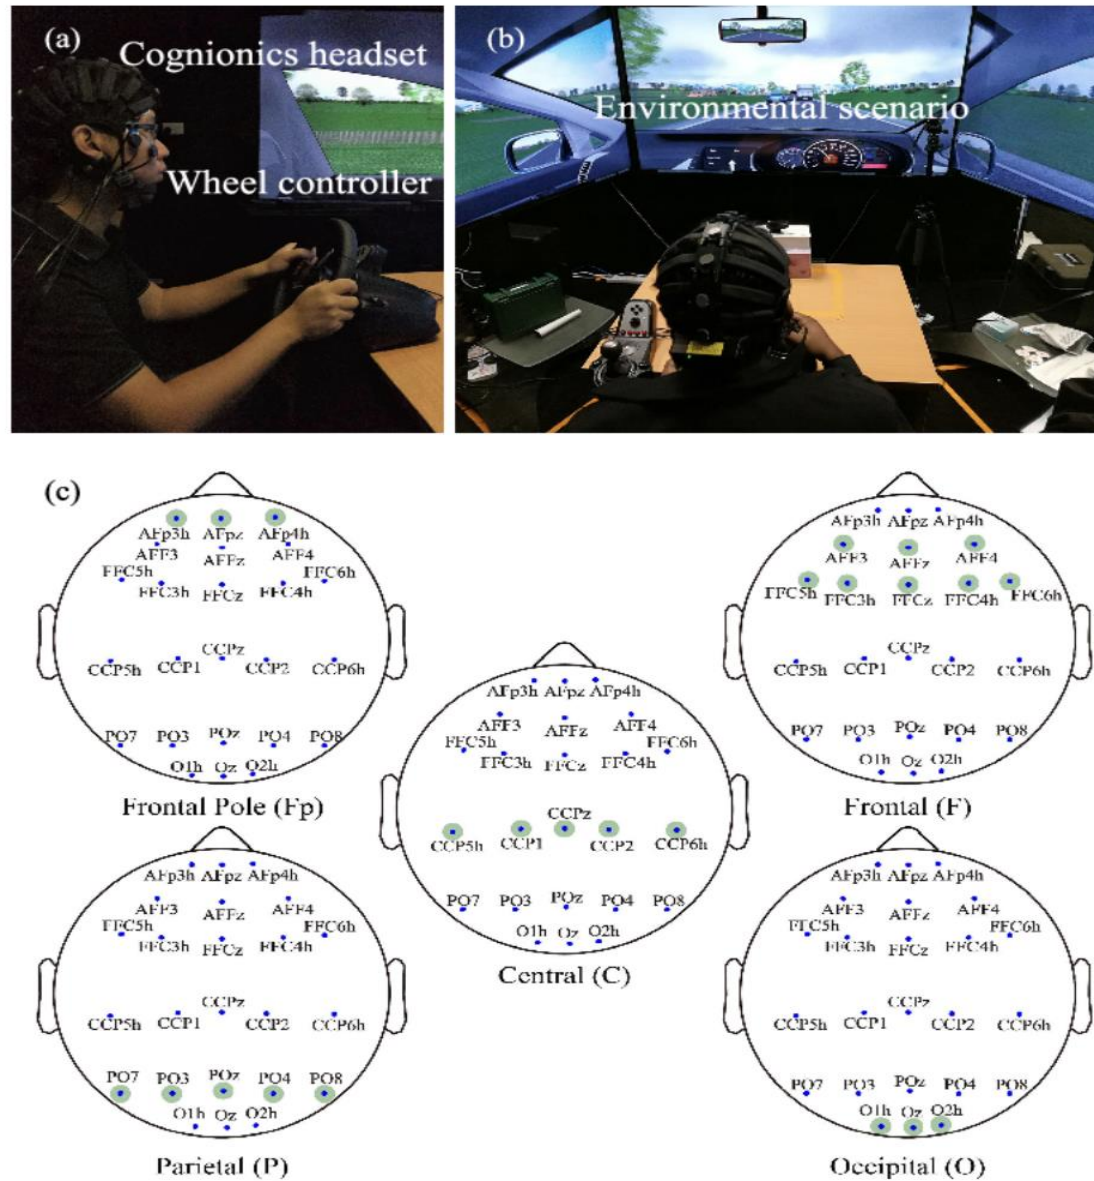 (a)
Cognionics headset
Wheel controller
(b)
Environmental scenario
(c)
AFp3h AFpz AFp4h
AFF3 AFFz AFF4
FFC5h FFC6h
FFC3h FFCz FFC4h
CCPz
CCP5h CCP1 CCP2 CCP6h
PO7 PO3 POz PO4 PO8
O1h Oz O2h
Frontal Pole (Fp)
AFp3h AFpz AFp4h
AFF3 AFFz AFF4
FFC5h FFC3h FFCz FFC4h FFC6h
CCPz
CCP5h CCP1 CCP2 CCP6h
PO7 PO3 POz PO4 PO8
O1h Oz O2h
Frontal (F)
AFp3h AFpz AFp4h
AFF3 AFFz AFF4
FFC5h FFC6h
FFC3h FFCz FFC4h
CCPz
CCP5h CCP1 CCP2 CCP6h
PO7 PO3 POz PO4 PO8
O1h Oz O2h
Central (C)
AFp3h AFpz AFp4h
AFF3 AFFz AFF4
FFC5h FFC6h
FFC3h FFCz FFC4h
CCPz
CCP5h CCP1 CCP2 CCP6h
PO7 PO3 POz PO4 PO8
O1h Oz O2h
Parietal (P)
AFp3h AFpz AFp4h
AFF3 AFFz AFF4
FFC5h FFC6h
FFC3h FFCz FFC4h
CCPz
CCP5h CCP1 CCP2 CCP6h
PO7 PO3 POz PO4 PO8
O1h Oz O2h
Occipital (O)